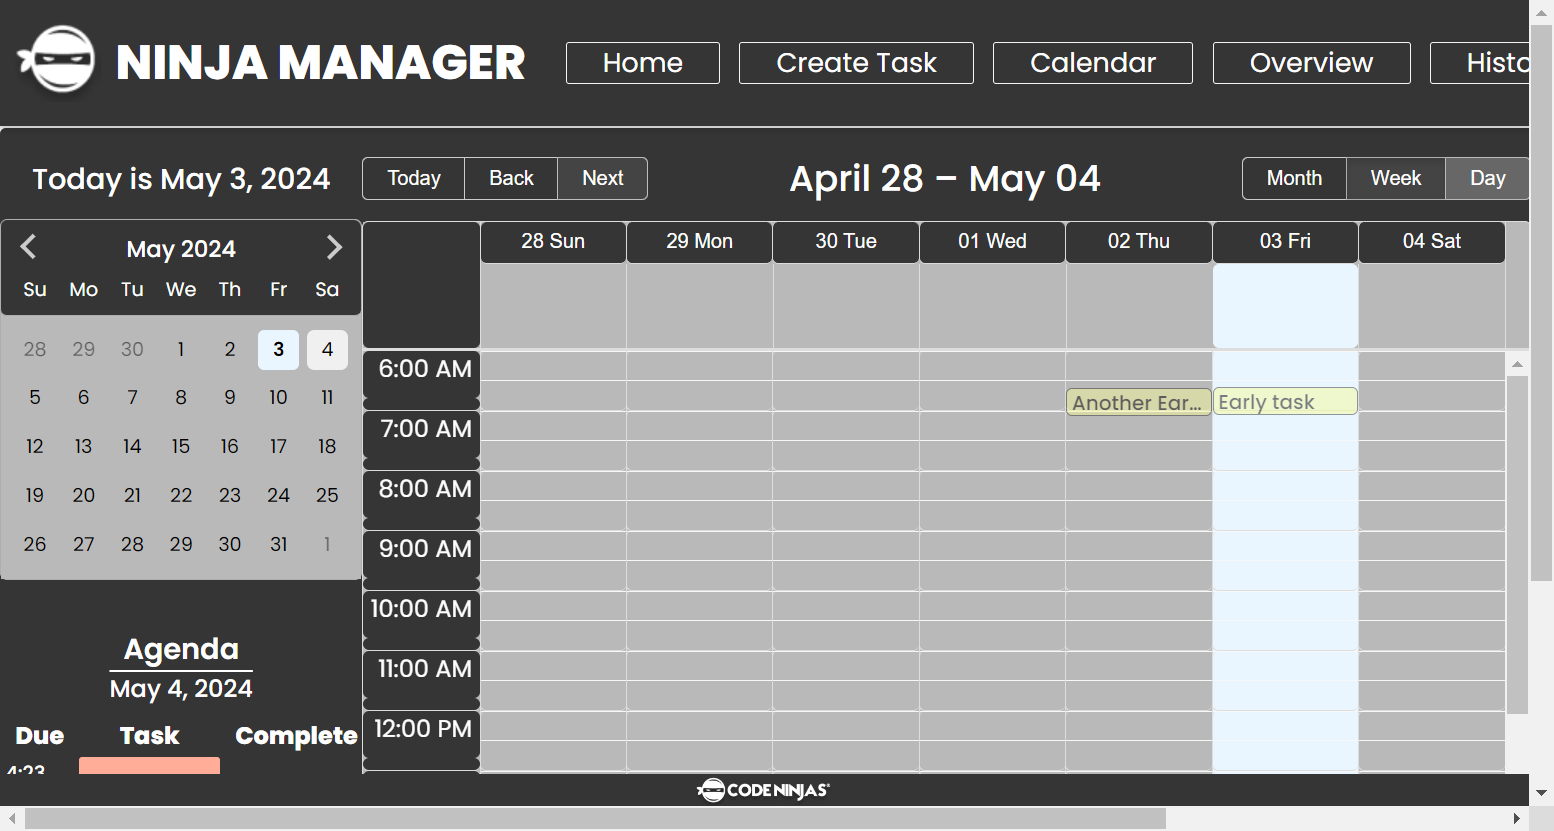 NINJA MANAGER
Home
Create Task
Calendar
Overview
Histo
Today is May 3, 2024
Today
Back
Next
April 28 – May 04
Month
Week
Day
May 2024
Su Mo Tu We Th Fr Sa
28 29 30 1 2 3 4
5 6 7 8 9 10 11
12 13 14 15 16 17 18
19 20 21 22 23 24 25
26 27 28 29 30 31 1
Agenda
May 4, 2024
Due Task Complete
4:23
28 Sun
29 Mon
30 Tue
01 Wed
02 Thu
03 Fri
04 Sat
6:00 AM
Another Ear...
Early task
7:00 AM
8:00 AM
9:00 AM
10:00 AM
11:00 AM
12:00 PM
CODE NINJAS®